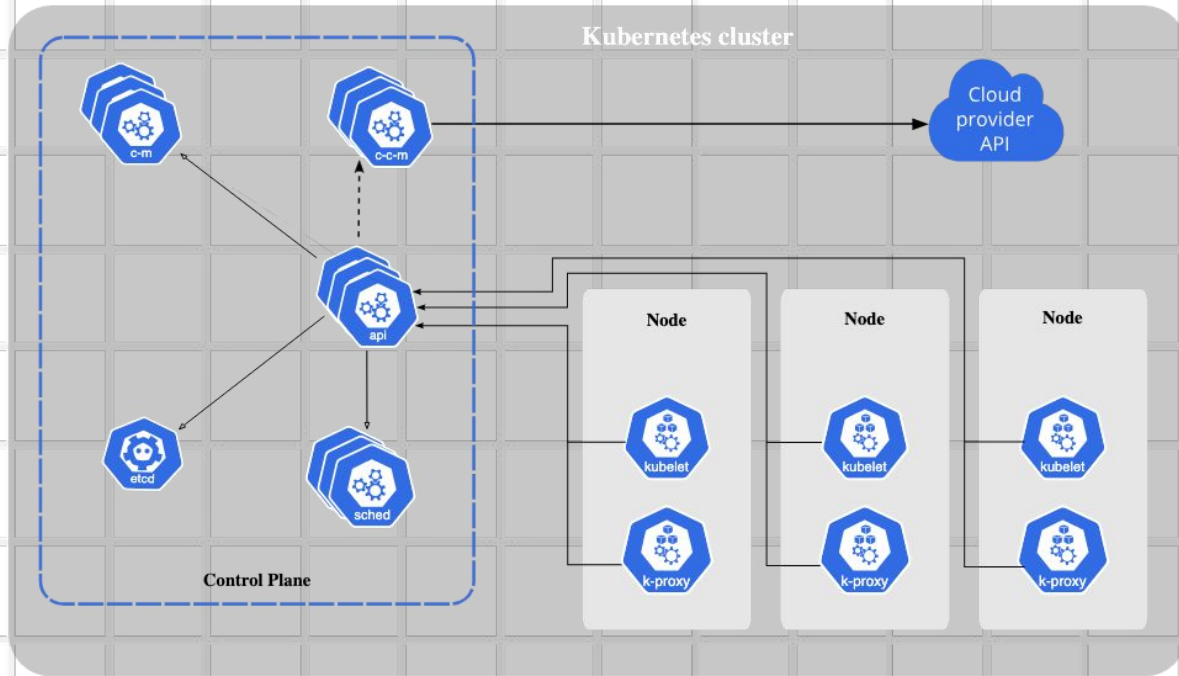 Kubernetes cluster
c-m
c-c-m
Cloud
provider
API
api
Node
Node
Node
etcd
sched
kubelet
kubelet
kubelet
k-proxy
k-proxy
k-proxy
Control Plane